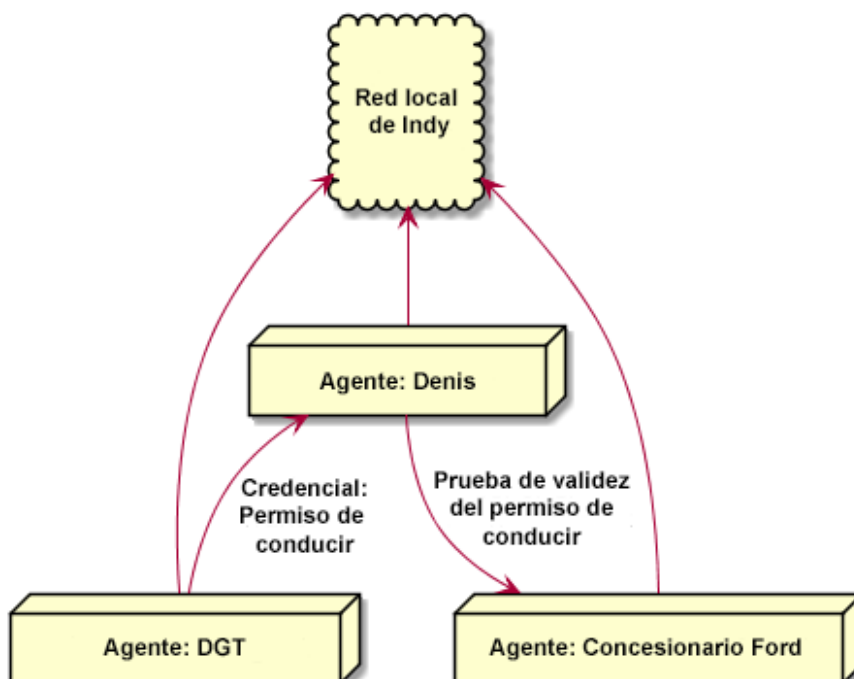 Red local
de Indy
Agente: Denis
Credencial:
Permiso de
conducir
Prueba de validez
del permiso de
conducir
Agente: DGT
Agente: Concesionario Ford